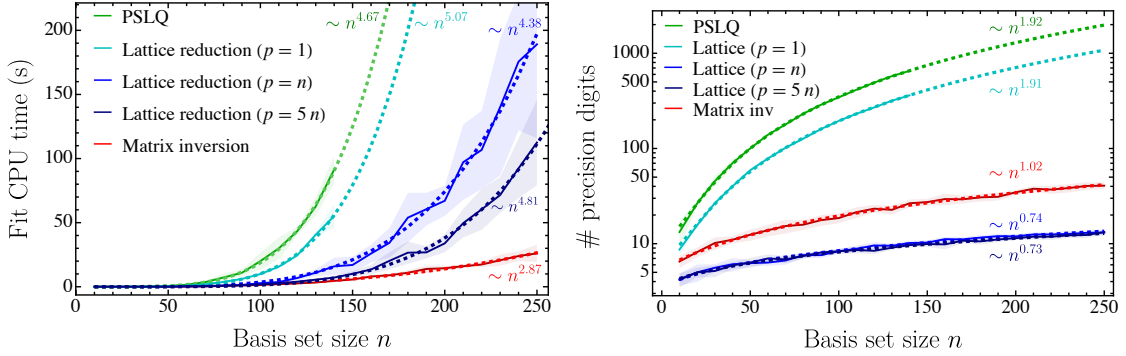 200
150
100
50
0
Fit CPU time (s)
PSLQ
Lattice reduction (p = 1)
Lattice reduction (p = n)
Lattice reduction (p = 5 n)
Matrix inversion
~ n^4.67
~ n^5.07
~ n^4.38
~ n^4.81
~ n^2.87
0 50 100 150 200 250
Basis set size n
1000
500
100
50
10
5
# precision digits
PSLQ
Lattice (p = 1)
Lattice (p = n)
Lattice (p = 5 n)
Matrix inv
~ n^1.92
~ n^1.91
~ n^1.02
~ n^0.74
~ n^0.73
0 50 100 150 200 250
Basis set size n